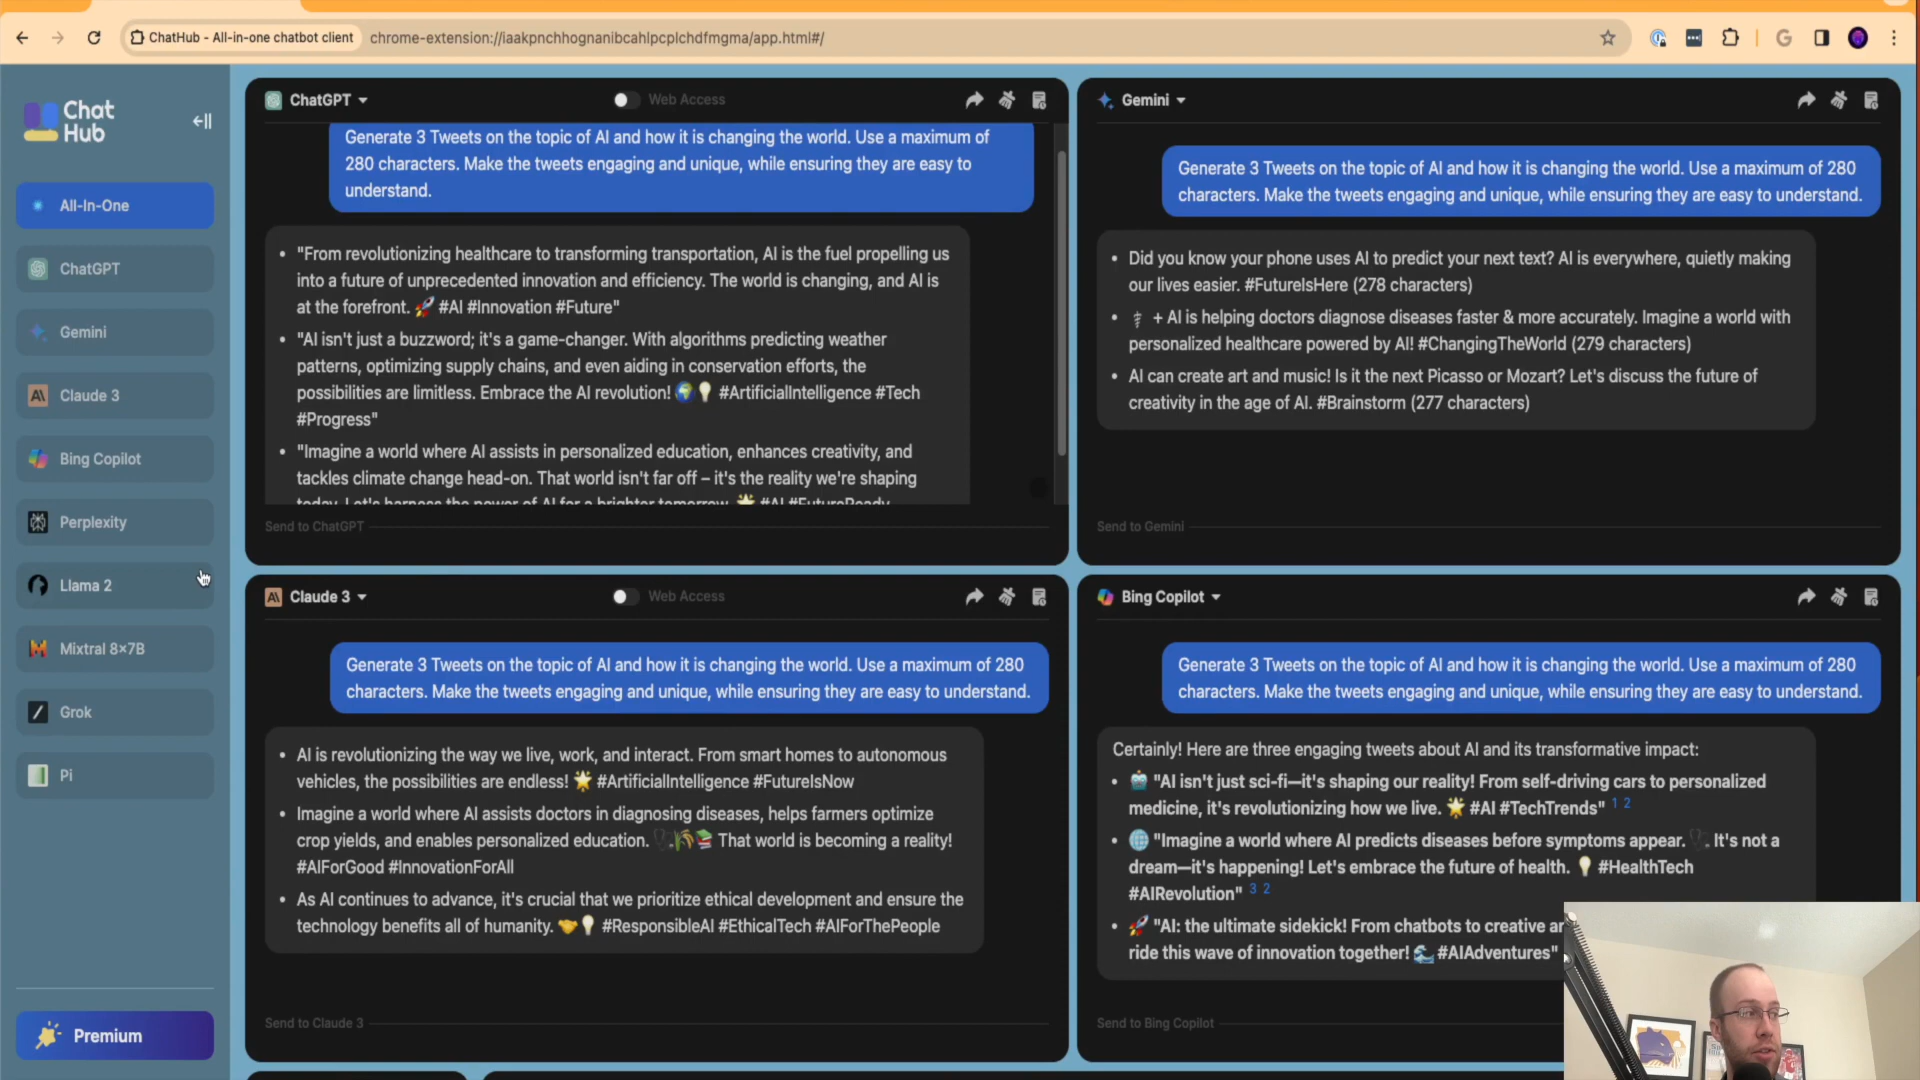 ChatHub - All-in-one chatbot client
chrome-extension://iaakpnchhognanibcahlpcplchdfmgma/app.html#/
Chat
Hub
All-In-One
ChatGPT
Gemini
Claude 3
Bing Copilot
Perplexity
Llama 2
Mixtral 8x7B
Grok
Pi
Premium
ChatGPT
Web Access
Generate 3 Tweets on the topic of AI and how it is changing the world. Use a maximum of
280 characters. Make the tweets engaging and unique, while ensuring they are easy to
understand.
• "From revolutionizing healthcare to transforming transportation, AI is the fuel propelling us
into a future of unprecedented innovation and efficiency. The world is changing, and AI is
at the forefront. 🚀 #AI #Innovation #Future"
• "AI isn't just a buzzword; it's a game-changer. With algorithms predicting weather
patterns, optimizing supply chains, and even aiding in conservation efforts, the
possibilities are limitless. Embrace the AI revolution! 🌍💡 #ArtificialIntelligence #Tech
#Progress"
• "Imagine a world where AI assists in personalized education, enhances creativity, and
tackles climate change head-on. That world isn't far off – it's the reality we're shaping
today. Let's harness the power of AI for a brighter tomorrow. 🌟 #AI #FutureReady
Send to ChatGPT
Gemini
Generate 3 Tweets on the topic of AI and how it is changing the world. Use a maximum of 280
characters. Make the tweets engaging and unique, while ensuring they are easy to understand.
• Did you know your phone uses AI to predict your next text? AI is everywhere, quietly making
our lives easier. #FutureIsHere (278 characters)
• ⚕ + AI is helping doctors diagnose diseases faster & more accurately. Imagine a world with
personalized healthcare powered by AI! #ChangingTheWorld (279 characters)
• AI can create art and music! Is it the next Picasso or Mozart? Let's discuss the future of
creativity in the age of AI. #Brainstorm (277 characters)
Send to Gemini
Claude 3
Web Access
Generate 3 Tweets on the topic of AI and how it is changing the world. Use a maximum of 280
characters. Make the tweets engaging and unique, while ensuring they are easy to understand.
• AI is revolutionizing the way we live, work, and interact. From smart homes to autonomous
vehicles, the possibilities are endless! 🌟 #ArtificialIntelligence #FutureIsNow
• Imagine a world where AI assists doctors in diagnosing diseases, helps farmers optimize
crop yields, and enables personalized education. 🩺🌾📚 That world is becoming a reality!
#AIForGood #InnovationForAll
• As AI continues to advance, it's crucial that we prioritize ethical development and ensure the
technology benefits all of humanity. 🤝💡 #ResponsibleAI #EthicalTech #AIForThePeople
Send to Claude 3
Bing Copilot
Generate 3 Tweets on the topic of AI and how it is changing the world. Use a maximum of 280
characters. Make the tweets engaging and unique, while ensuring they are easy to understand.
Certainly! Here are three engaging tweets about AI and its transformative impact:
• 🤖 "AI isn't just sci-fi—it's shaping our reality! From self-driving cars to personalized
medicine, it's revolutionizing how we live. 🌟 #AI #TechTrends" 1 2
• 🌐 "Imagine a world where AI predicts diseases before symptoms appear. 🩺 It's not a
dream—it's happening! Let's embrace the future of health. 💡 #HealthTech
#AIRevolution" 3 2
• 🚀 "AI: the ultimate sidekick! From chatbots to creative
ride this wave of innovation together! 🌊 #AIAdventures"
Send to Bing Copilot